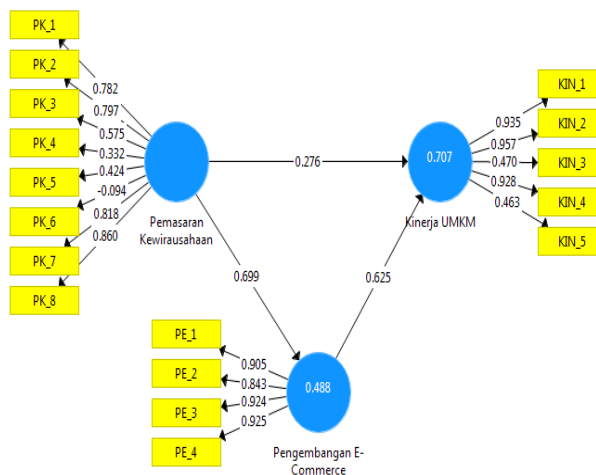 PK_1
PK_2
PK_3
PK_4
PK_5
PK_6
PK_7
PK_8
0.782
0.797
0.575
0.332
0.424
-0.094
0.818
0.860
Pemasaran
Kewirausahaan
0.276
0.699
0.625
0.707
Kinerja UMKM
0.935
0.957
0.470
0.928
0.463
KIN_1
KIN_2
KIN_3
KIN_4
KIN_5
PE_1
PE_2
PE_3
PE_4
0.905
0.843
0.924
0.925
0.488
Pengembangan E-
Commerce